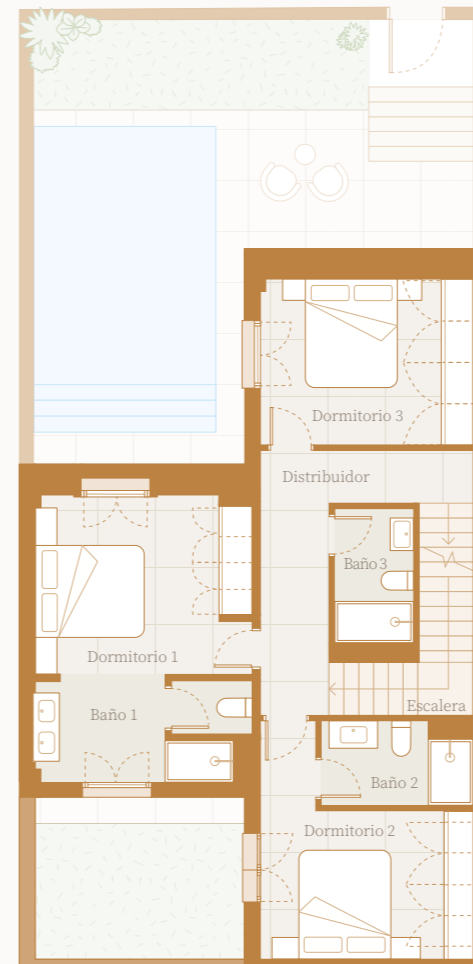 Dormitorio 3
Distribuidor
Baño 3
Dormitorio 1
Escalera
Baño 1
Baño 2
Dormitorio 2